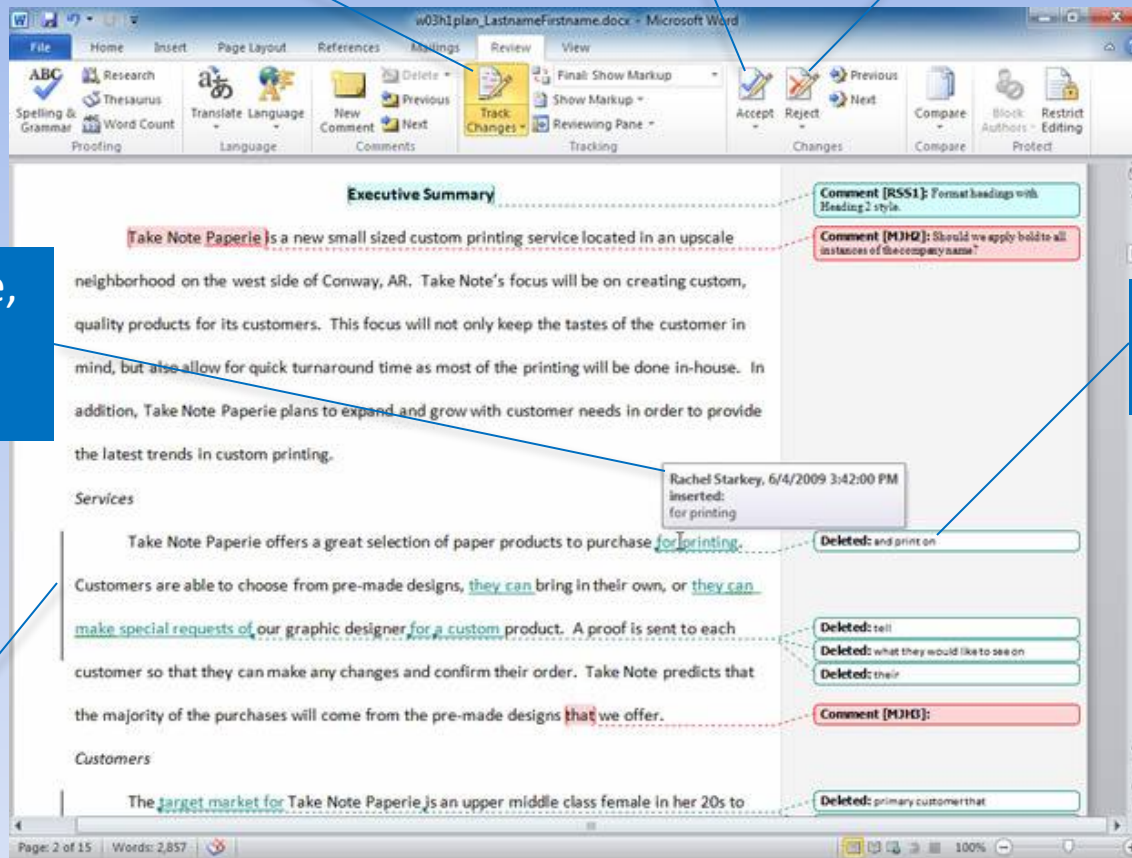 w03h1plan_LastnameFirstname.docx - Microsoft Word
File Home Insert Page Layout References Mailings Review View
ABC Spelling & Grammar
Research
Thesaurus
Word Count
Translate Language
New Comment
Delete
Previous
Next
Track Changes
Final: Show Markup
Show Markup
Reviewing Pane
Accept Reject
Previous
Next
Compare
Block Authors
Restrict Editing
Proofing Language Comments Tracking Changes Compare Protect
Executive Summary
Comment [RSS1]: Format headings with
Heading 2 style.
Take Note Paperie is a new small sized custom printing service located in an upscale
Comment [MJH2]: Should we apply bold to all
instances of the company name?
neighborhood on the west side of Conway, AR. Take Note's focus will be on creating custom,
e,
quality products for its customers. This focus will not only keep the tastes of the customer in
mind, but also allow for quick turnaround time as most of the printing will be done in-house. In
addition, Take Note Paperie plans to expand and grow with customer needs in order to provide
the latest trends in custom printing.
Rachel Starkey, 6/4/2009 3:42:00 PM
inserted:
for printing
Services
Take Note Paperie offers a great selection of paper products to purchase for printing.
Deleted: and print on
Customers are able to choose from pre-made designs, they can bring in their own, or they can
make special requests of our graphic designer for a custom product. A proof is sent to each
Deleted: tell
Deleted: what they would like to see on
Deleted: their
customer so that they can make any changes and confirm their order. Take Note predicts that
the majority of the purchases will come from the pre-made designs that we offer.
Comment [MJH3]:
Customers
The target market for Take Note Paperie is an upper middle class female in her 20s to
Deleted: primary customer that
Page: 2 of 15 Words: 2,857
100%